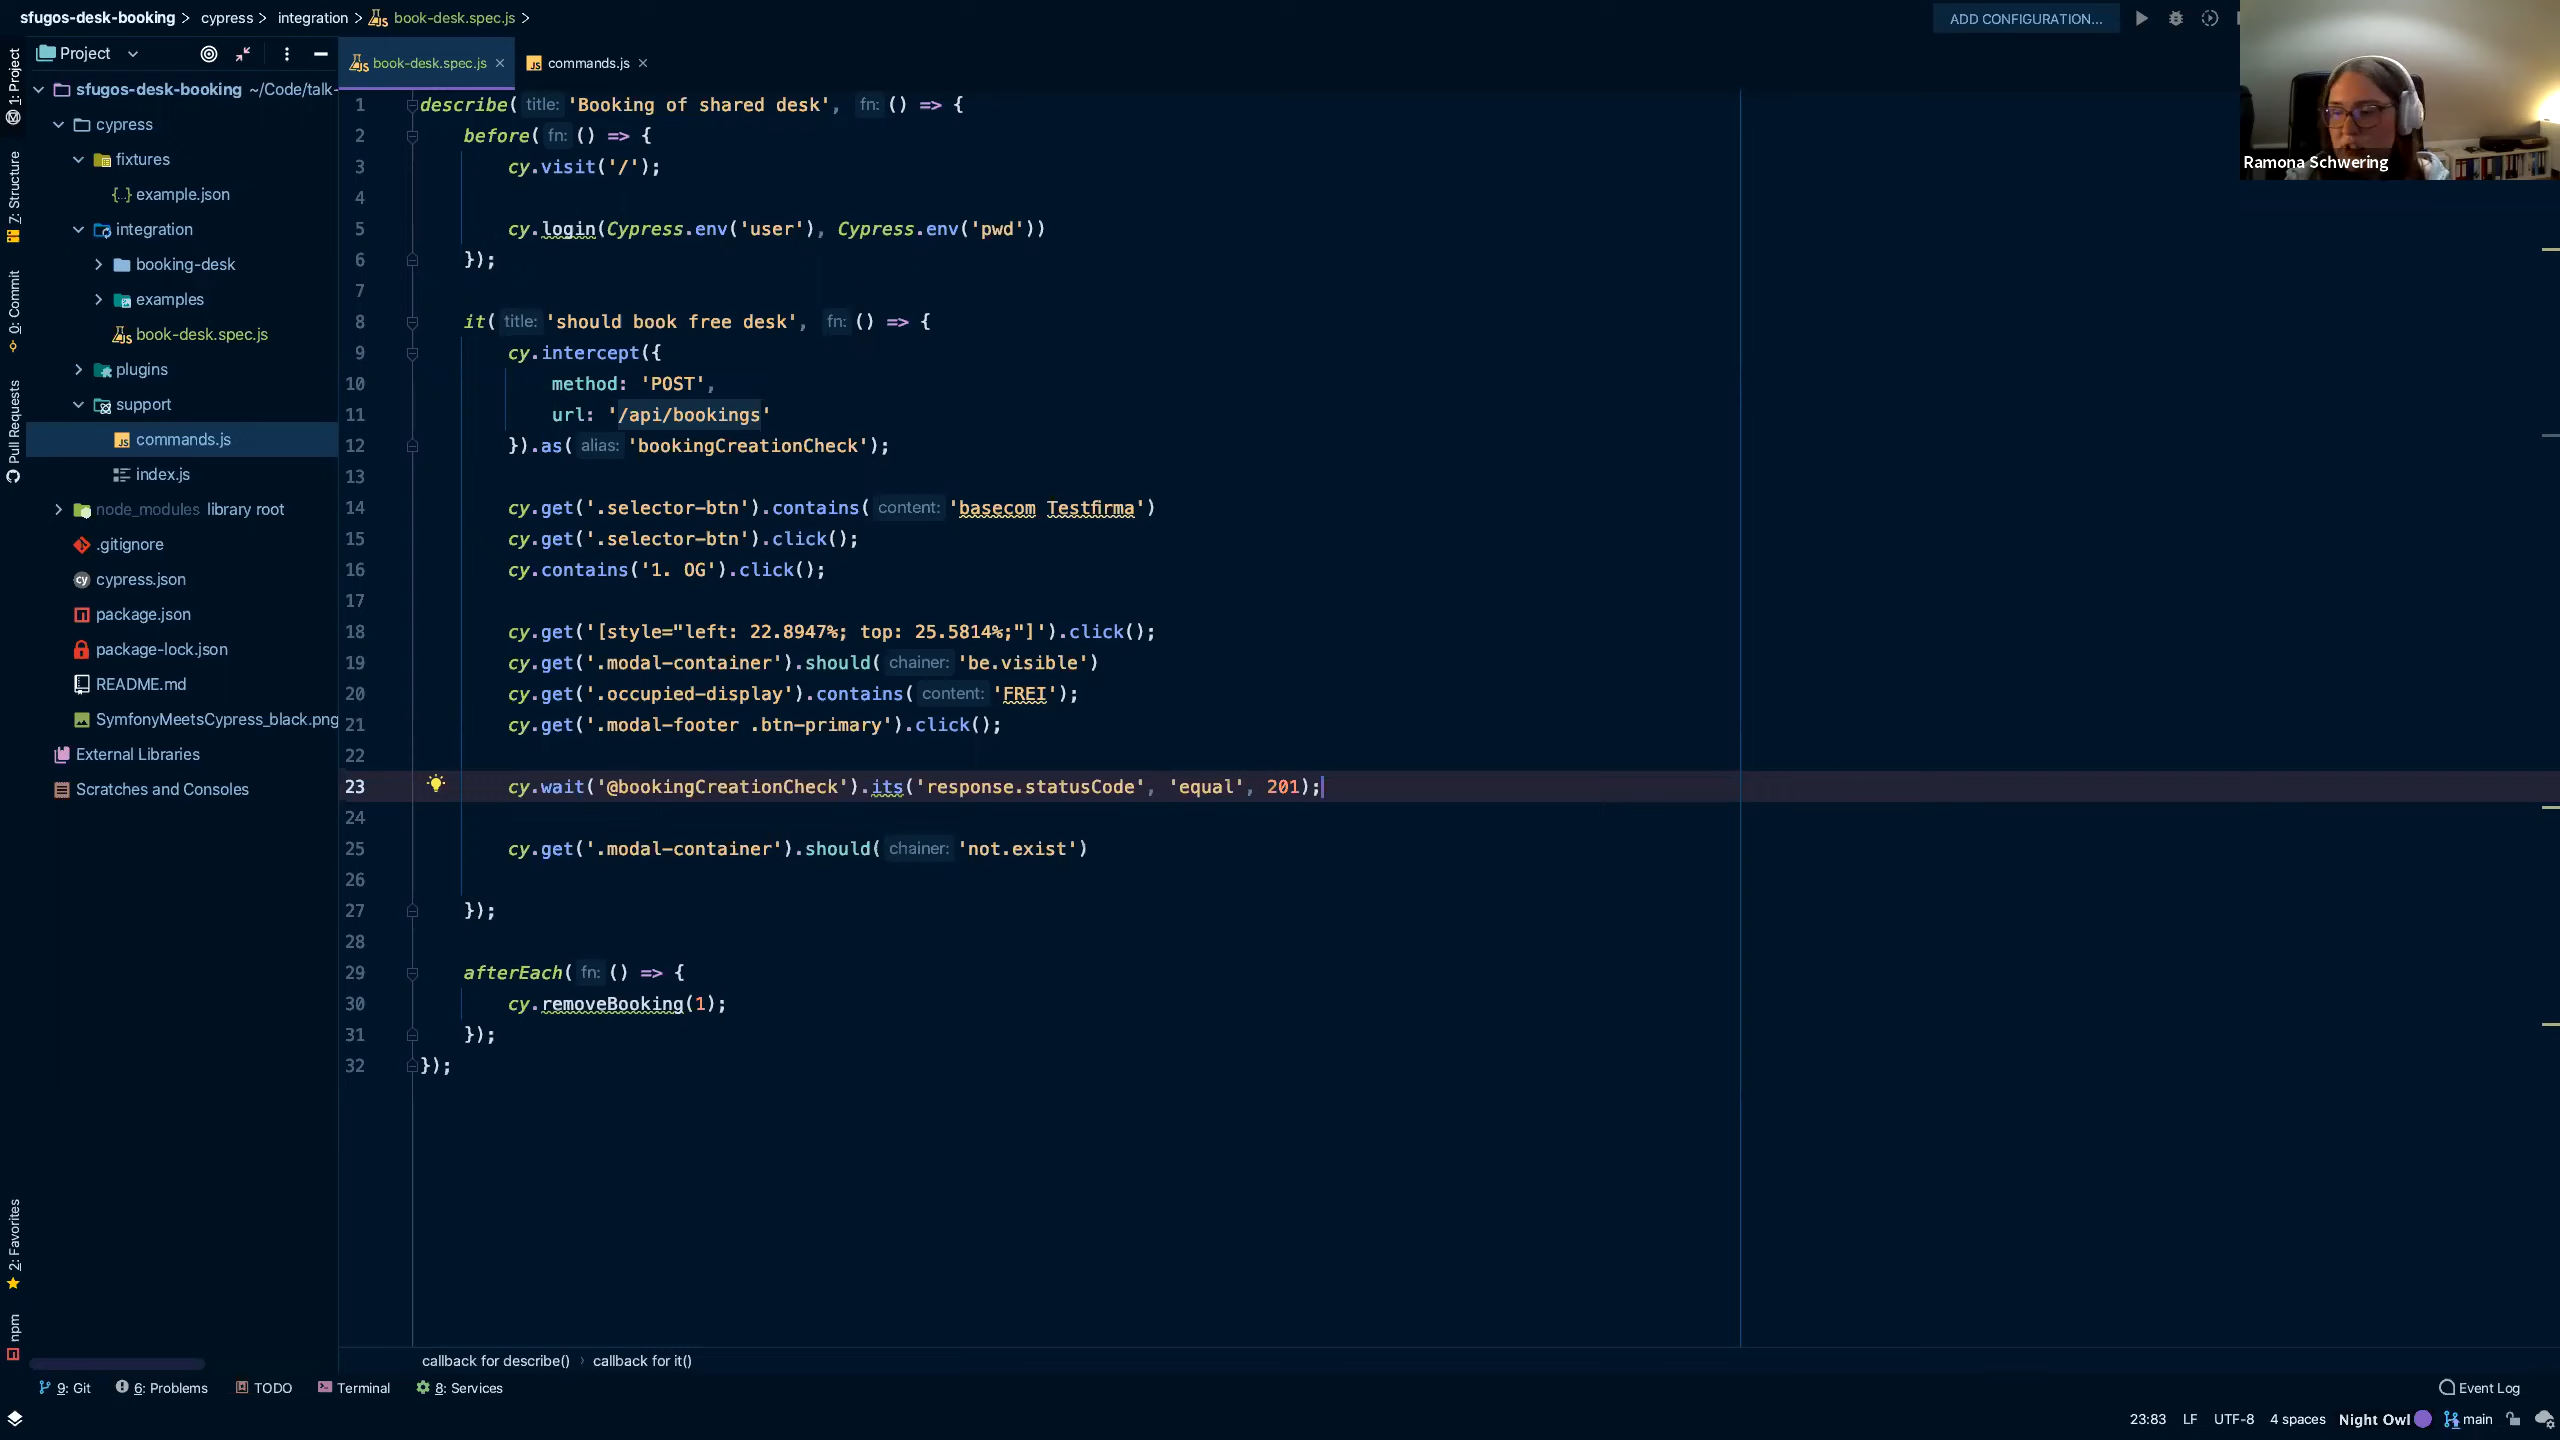 sfugos-desk-booking > cypress > integration > book-desk.spec.js >
ADD CONFIGURATION...
Ramona Schwering
1: Project
7: Structure
0: Commit
Pull Requests
2: Favorites
npm
Project
sfugos-desk-booking ~/Code/talk-
cypress
fixtures
example.json
integration
booking-desk
examples
book-desk.spec.js
plugins
support
commands.js
index.js
node_modules library root
.gitignore
cypress.json
package.json
package-lock.json
README.md
SymfonyMeetsCypress_black.png
External Libraries
Scratches and Consoles
book-desk.spec.js
commands.js
1 describe( title: 'Booking of shared desk', fn: () => {
2 before( fn: () => {
3 cy.visit('/');
4
5 cy.login(Cypress.env('user'), Cypress.env('pwd'))
6 });
7
8 it( title: 'should book free desk', fn: () => {
9 cy.intercept({
10 method: 'POST',
11 url: '/api/bookings'
12 }).as( alias: 'bookingCreationCheck');
13
14 cy.get('.selector-btn').contains( content: 'basecom Testfirma')
15 cy.get('.selector-btn').click();
16 cy.contains('1. OG').click();
17
18 cy.get('[style="left: 22.8947%; top: 25.5814%;"]').click();
19 cy.get('.modal-container').should( chainer: 'be.visible')
20 cy.get('.occupied-display').contains( content: 'FREI');
21 cy.get('.modal-footer .btn-primary').click();
22
23 cy.wait('@bookingCreationCheck').its('response.statusCode', 'equal', 201);
24
25 cy.get('.modal-container').should( chainer: 'not.exist')
26
27 });
28
29 afterEach( fn: () => {
30 cy.removeBooking(1);
31 });
32 });
callback for describe() > callback for it()
9: Git 6: Problems TODO Terminal 8: Services
Event Log
23:83 LF UTF-8 4 spaces Night Owl main